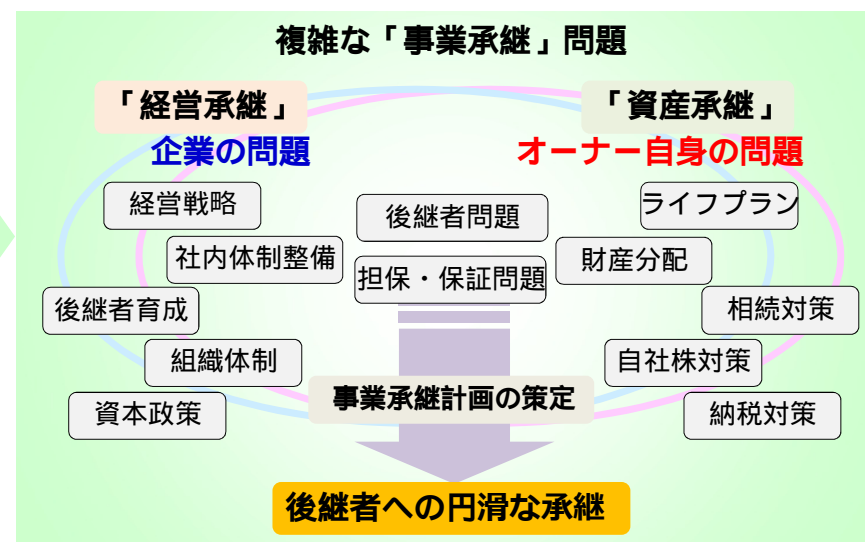 複雑な「事業承継」問題
「経営承継」
企業の問題
「資産承継」
オーナー自身の問題
経営戦略
社内体制整備
後継者育成
組織体制
資本政策
後継者問題
担保・保証問題
ライフプラン
財産分配
相続対策
自社株対策
納税対策
事業承継計画の策定
後継者への円滑な承継